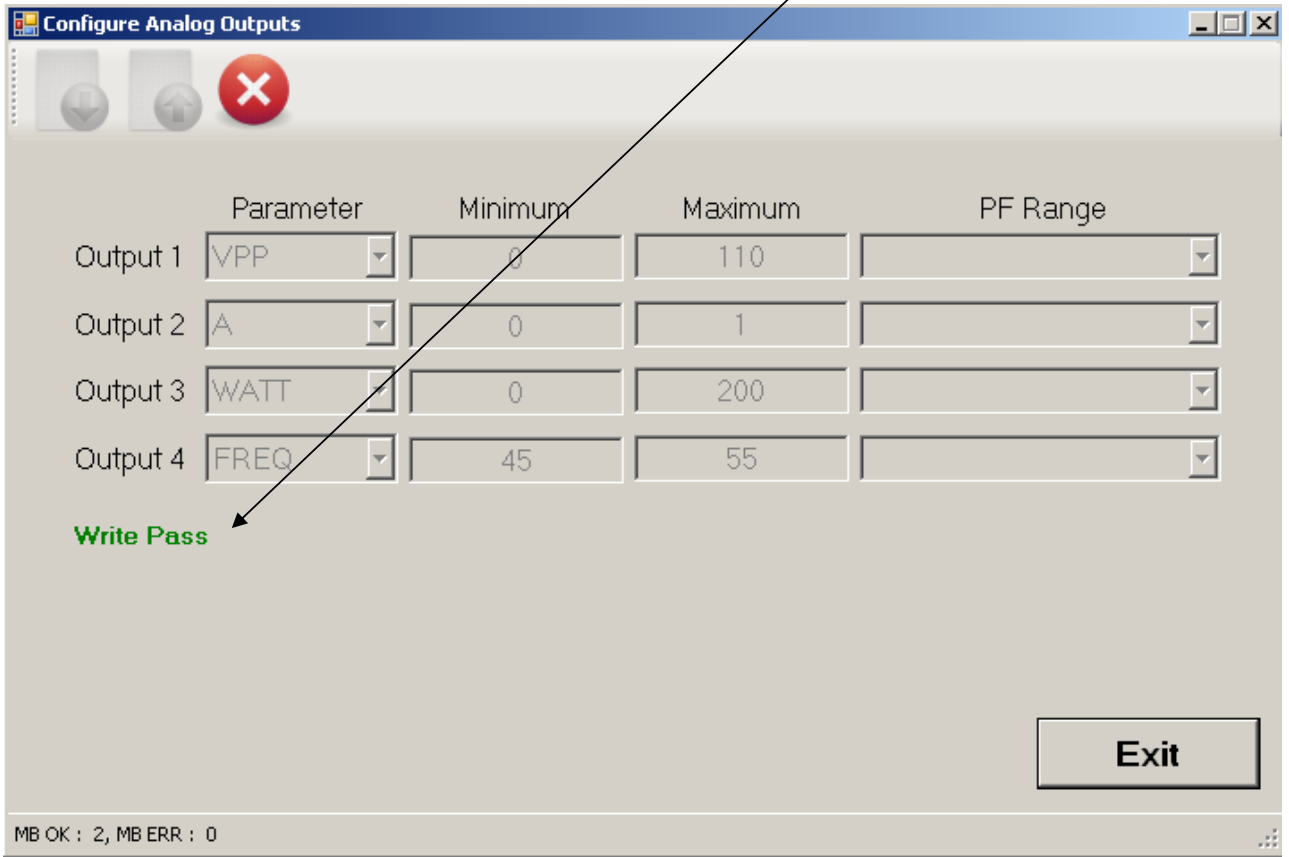 Configure Analog Outputs
Parameter Minimum Maximum PF Range
Output 1 VPP 0 110
Output 2 A 0 1
Output 3 WATT 0 200
Output 4 FREQ 45 55
Write Pass
Exit
MB OK : 2, MB ERR : 0